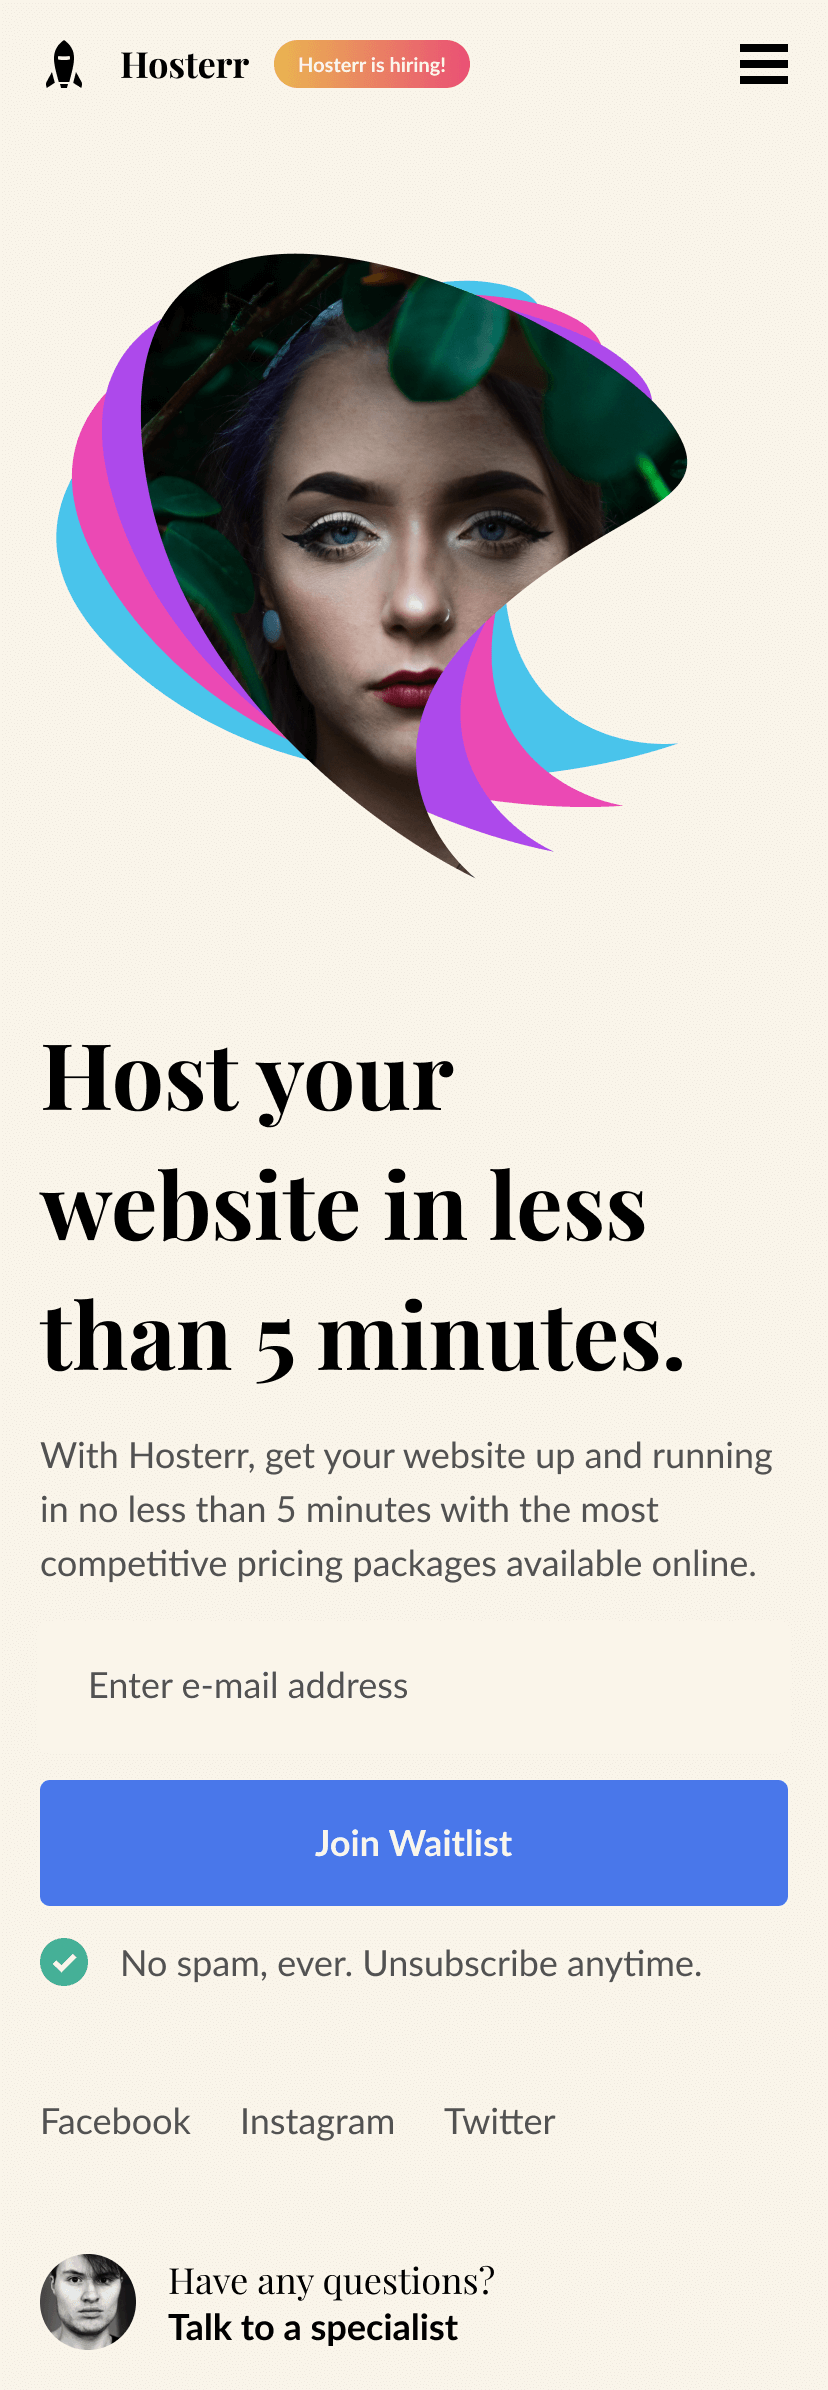 Hosterr
Hosterr is hiring!
Host your
website in less
than 5 minutes.
With Hosterr, get your website up and running
in no less than 5 minutes with the most
competitive pricing packages available online.
Enter e-mail address
Join Waitlist
No spam, ever. Unsubscribe anytime.
Facebook Instagram Twitter
Have any questions?
Talk to a specialist